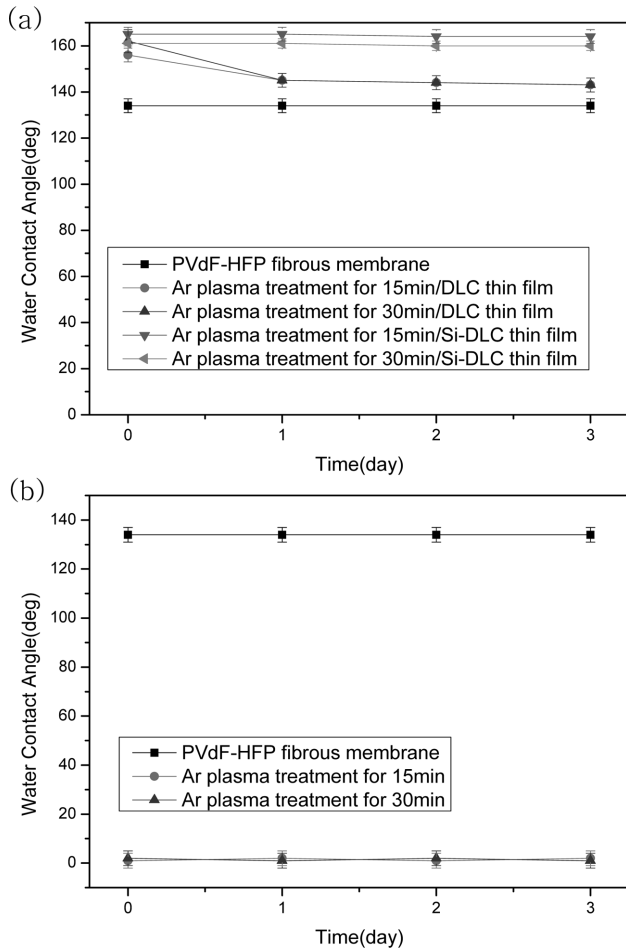 (a)
160
140
120
100
80
60
40
20
0
Water Contact Angle(deg)
PVdF-HFP fibrous membrane
Ar plasma treatment for 15min/DLC thin film
Ar plasma treatment for 30min/DLC thin film
Ar plasma treatment for 15min/Si-DLC thin film
Ar plasma treatment for 30min/Si-DLC thin film
0 1 2 3
Time(day)
(b)
140
120
100
80
60
40
20
0
Water Contact Angle(deg)
PVdF-HFP fibrous membrane
Ar plasma treatment for 15min
Ar plasma treatment for 30min
0 1 2 3
Time(day)